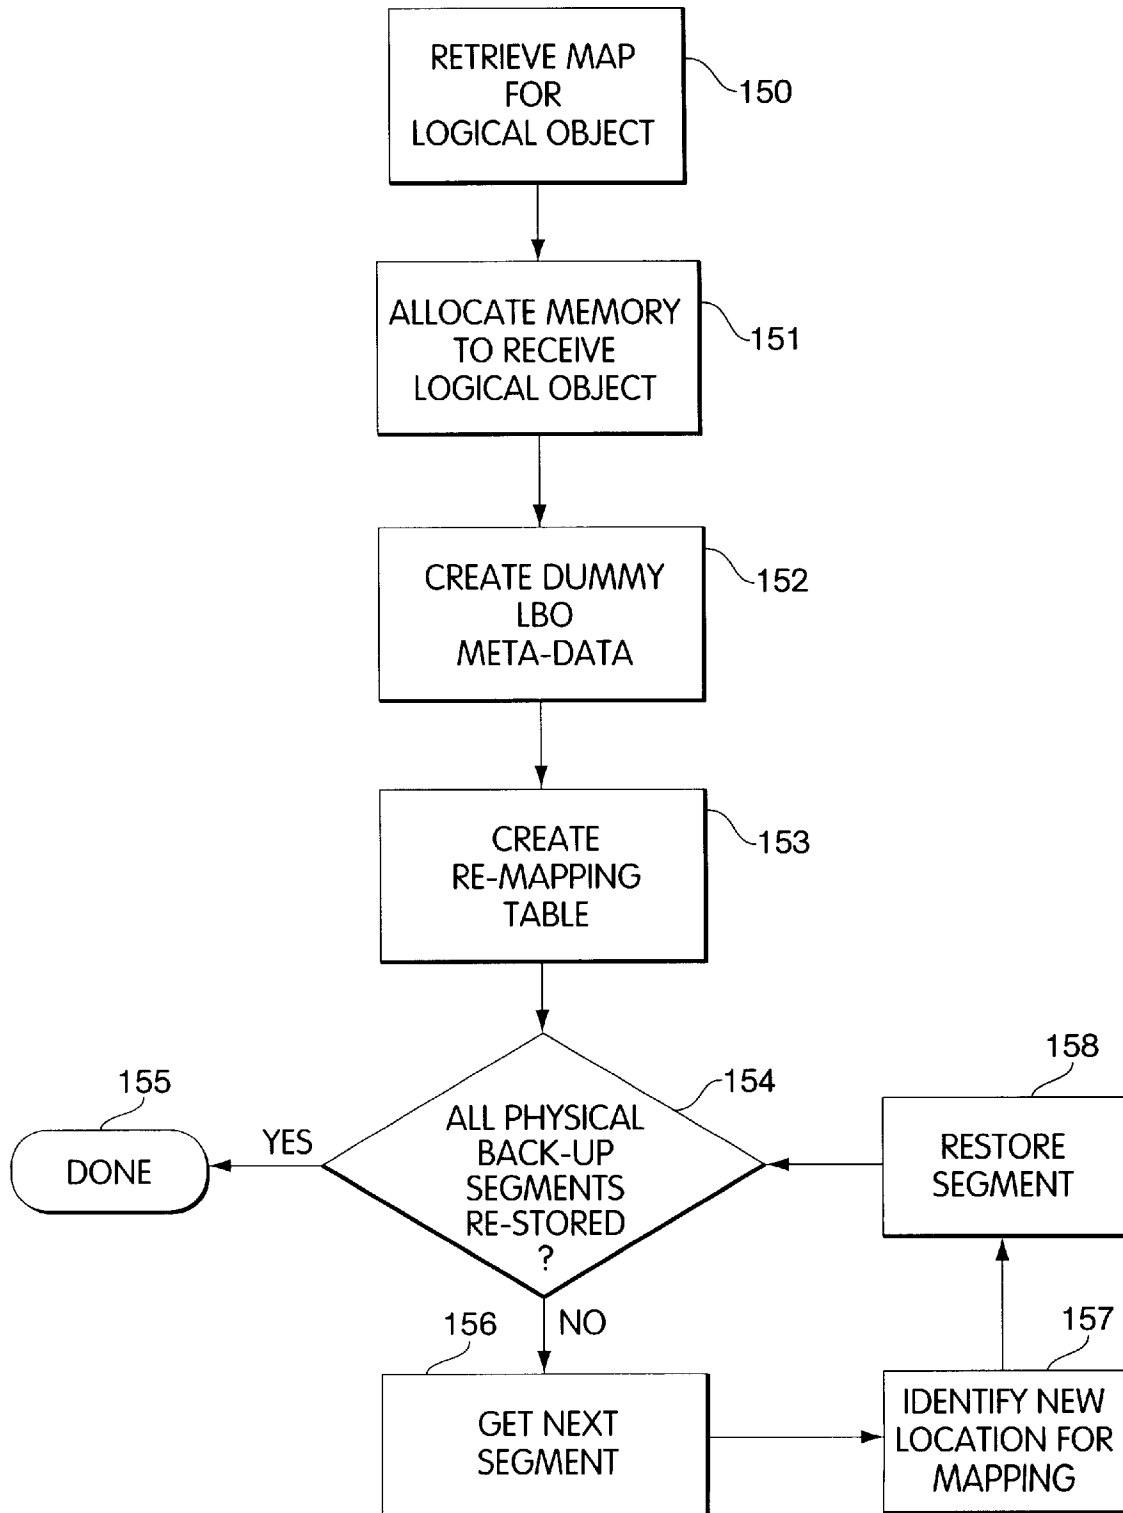 RETRIEVE MAP
FOR
LOGICAL OBJECT
150
ALLOCATE MEMORY
TO RECEIVE
LOGICAL OBJECT
151
CREATE DUMMY
LBO
META-DATA
152
CREATE
RE-MAPPING
TABLE
153
ALL PHYSICAL
BACK-UP
SEGMENTS
RE-STORED
?
154
YES
155
DONE
NO
156
GET NEXT
SEGMENT
157
IDENTIFY NEW
LOCATION FOR
MAPPING
158
RESTORE
SEGMENT